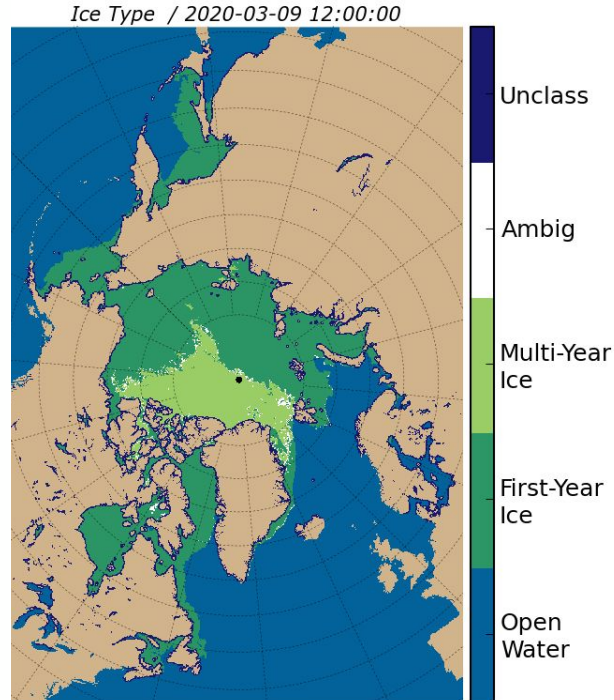 Ice Type / 2020-03-09 12:00:00
Unclass
Ambig
Multi-Year
Ice
First-Year
Ice
Open
Water